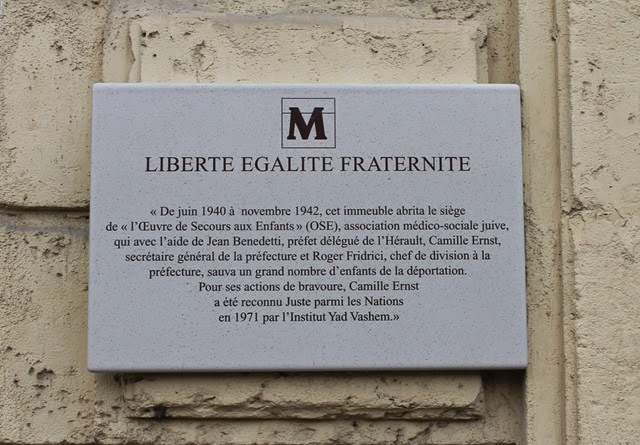 M
LIBERTE EGALITE FRATERNITE
« De juin 1940 à novembre 1942, cet immeuble abrita le siège
de « l’Œuvre de Secours aux Enfants » (OSE), association médico-sociale juive,
qui avec l’aide de Jean Benedetti, préfet délégué de l’Hérault, Camille Ernst,
secrétaire général de la préfecture et Roger Fridrici, chef de division à la
préfecture, sauva un grand nombre d’enfants de la déportation.
Pour ses actions de bravoure, Camille Ernst
a été reconnu Juste parmi les Nations
en 1971 par l’Institut Yad Vashem.»